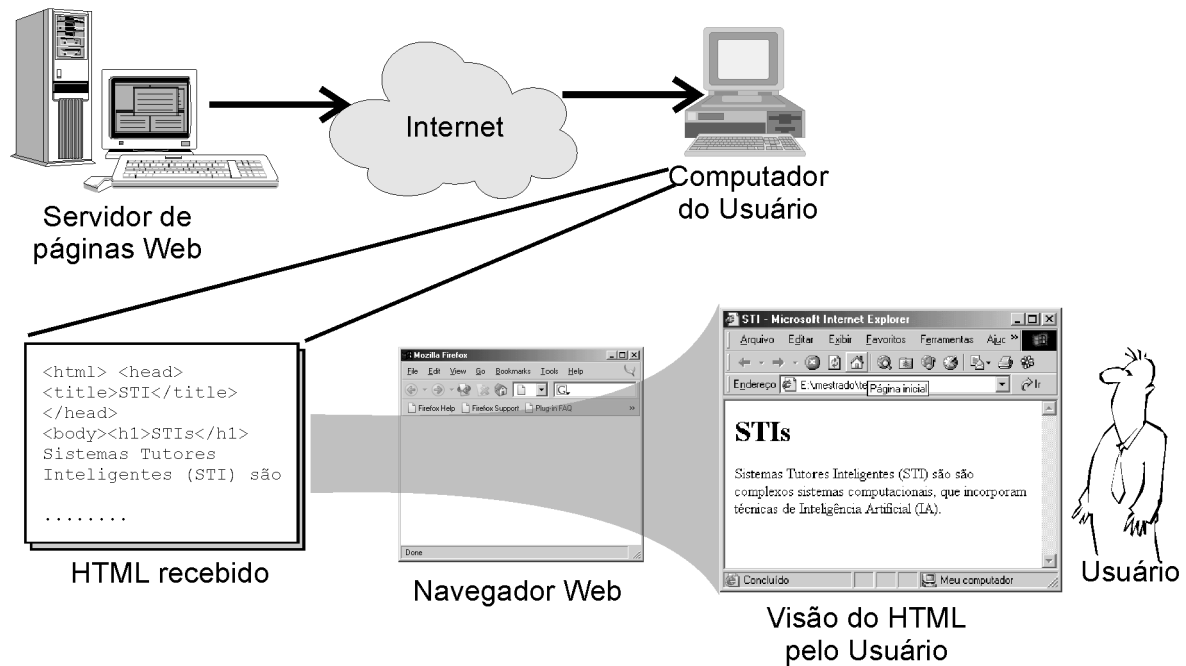 Internet
Servidor de
páginas Web
Computador
do Usuário
<html> <head>
<title>STI</title>
</head>
<body><h1>STIs</h1>
Sistemas Tutores
Inteligentes (STI) são
........
HTML recebido
Mozilla Firefox
File Edit View Go Bookmarks Tools Help
G
Firefox Help Firefox Support Plug-in FAQ »
Done
Navegador Web
STI - Microsoft Internet Explorer
Arquivo Editar Exibir Favoritos Ferramentas Ajuc »
Endereço E:\mestrado\te Página inicial Ir
STIs
Sistemas Tutores Inteligentes (STI) são são
complexos sistemas computacionais, que incorporam
técnicas de Inteligência Artificial (IA).
Concluído Meu computador
Visão do HTML
pelo Usuário
Usuário